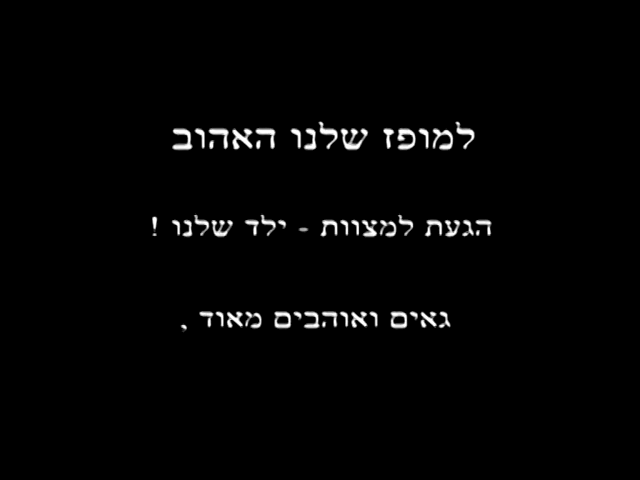 למופז שלנו האהוב
הגעת למצוות - ילד שלנו !
גאים ואוהבים מאוד ,